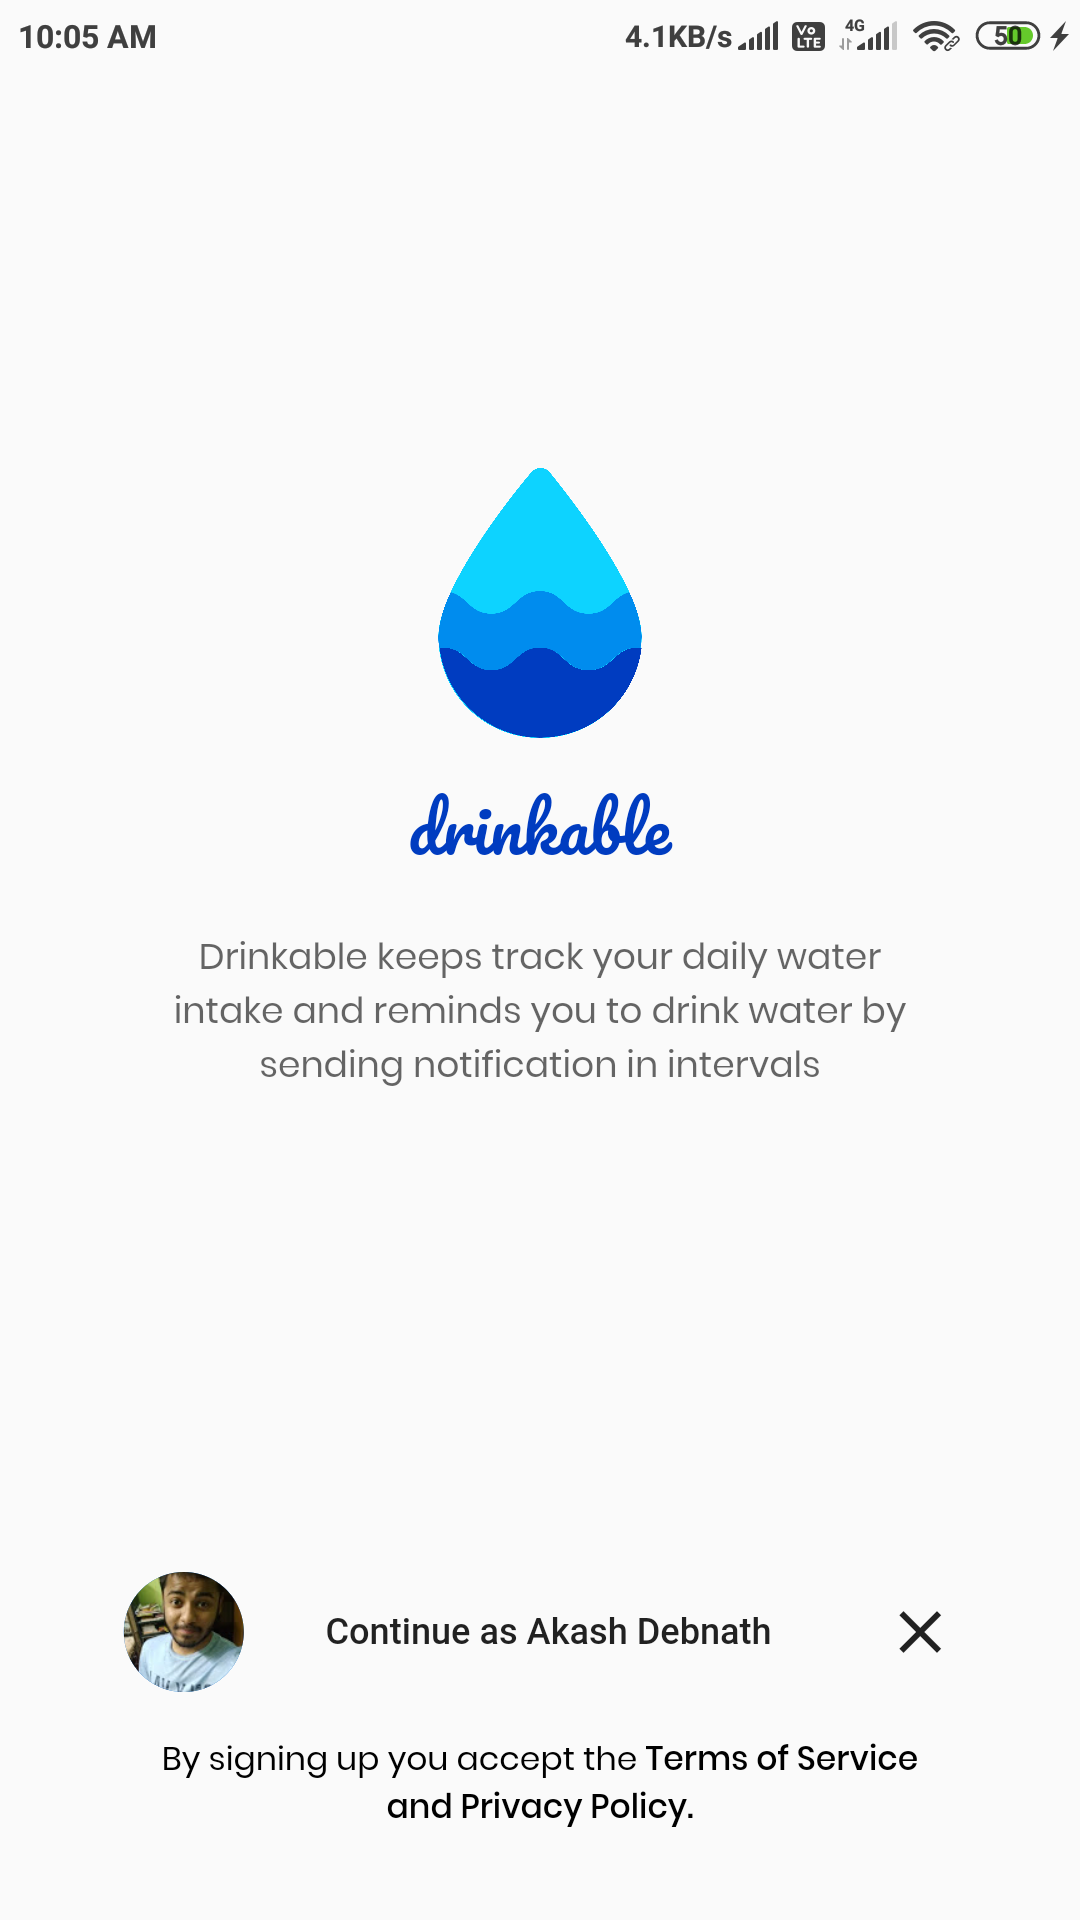 10:05 AM 4.1KB/s Vo LTE 4G 50
drinkable
Drinkable keeps track your daily water
intake and reminds you to drink water by
sending notification in intervals
Continue as Akash Debnath
By signing up you accept the Terms of Service
and Privacy Policy.